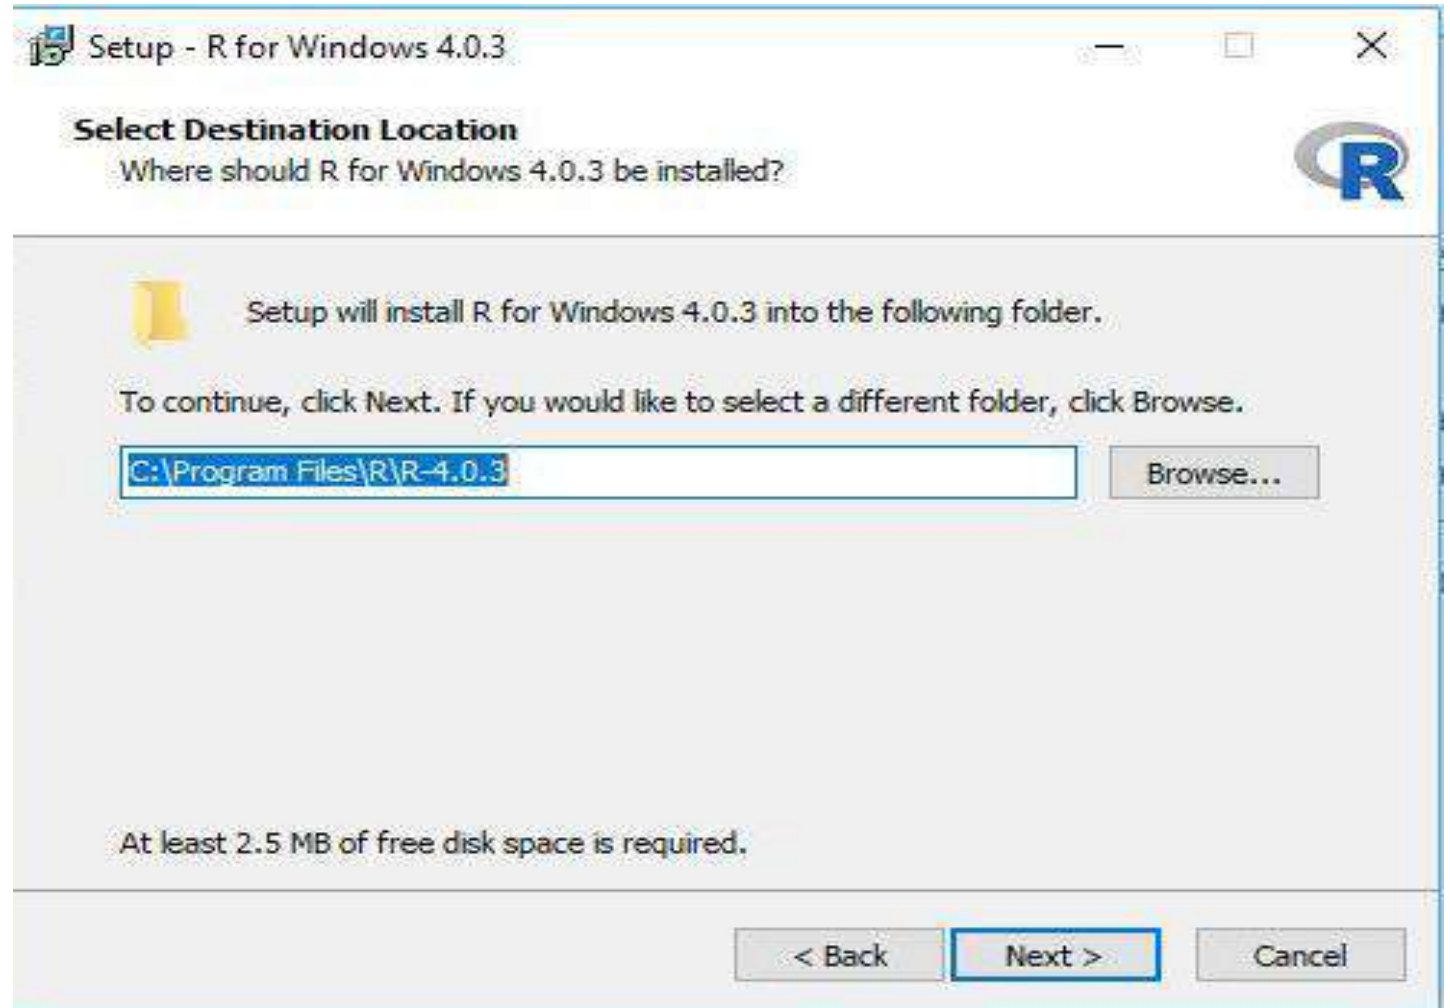 Setup - R for Windows 4.0.3
Select Destination Location
Where should R for Windows 4.0.3 be installed?
R
Setup will install R for Windows 4.0.3 into the following folder.
To continue, click Next. If you would like to select a different folder, click Browse.
C:\Program Files\R\R-4.0.3
Browse...
At least 2.5 MB of free disk space is required.
< Back
Next >
Cancel